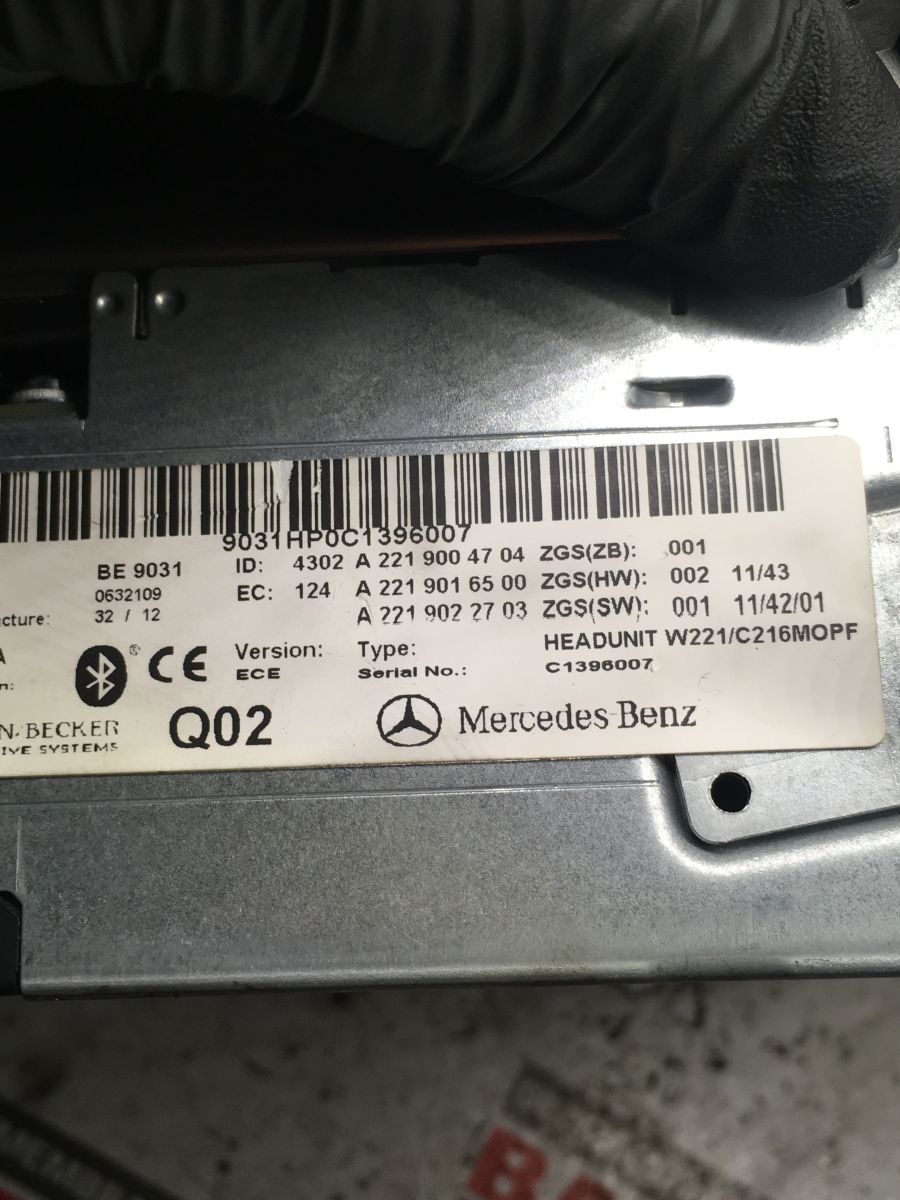 9031HP0C1396007
BE 9031 ID: 4302 A 221 900 47 04 ZGS(ZB): 001
0632109 EC: 124 A 221 901 65 00 ZGS(HW): 002 11/43
cture: 32 / 12 A 221 902 27 03 ZGS(SW): 001 11/42/01
A Version: Type: HEADUNIT W221/C216MOPF
n: ® CE ECE Serial No.: C1396007
N/BECKER Q02 Mercedes-Benz
IVE SYSTEMS